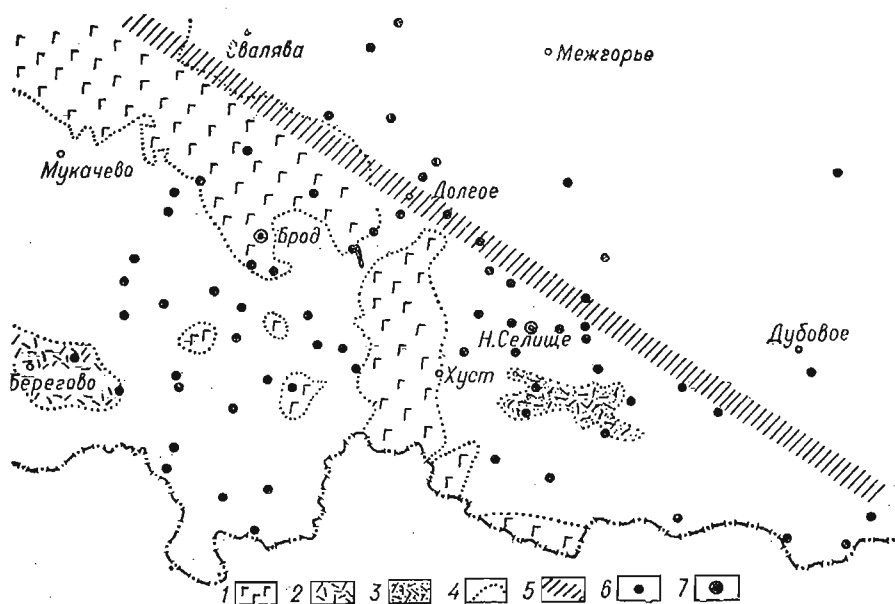 Свалява
Межгорье
Мукачево
Долгое
Брод
Н. Селище
Дубовое
Берегово
Хуст
1 2 3 4 5 6 7